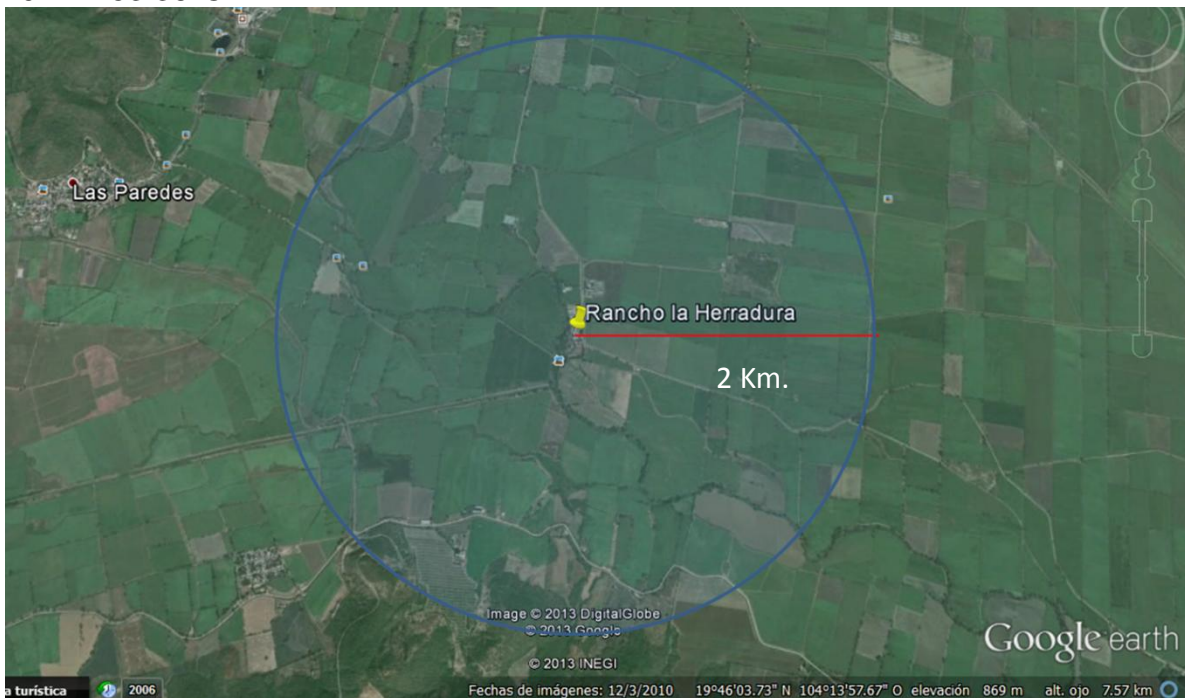 Las Paredes
Rancho la Herradura
2 Km.
Image © 2013 DigitalGlobe
© 2013 Google
© 2013 INEGI
Google earth
a turística
2006
Fechas de imágenes: 12/3/2010 19°46'03.73" N 104°13'57.67" O elevación 869 m alt. ojo 7.57 km